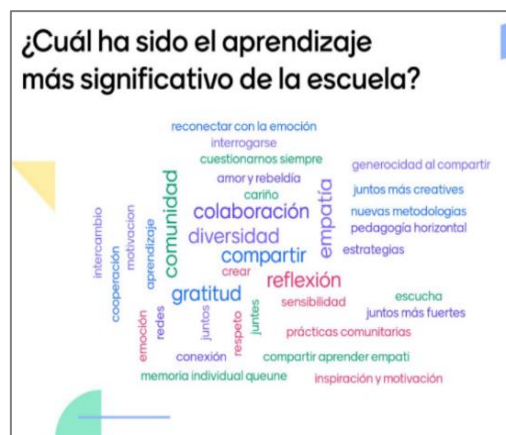 ¿Cuál ha sido el aprendizaje
más significativo de la escuela?
reconectar con la emoción
interrogarse
cuestionarnos siempre
generocidad al compartir
amor y rebeldía
cariño
juntos más creatives
colaboración
nuevas metodologias
diversidad
pedagogía horizontal
compartir
estrategias
empatía
comunidad
intercambio
cooperación
motivacion
aprendizaje
crear
reflexión
gratitud
sensibilidad
escucha
juntos más fuertes
emoción
redes
juntos
respeto
juntes
prácticas comunitarias
conexión
compartir aprender empati
memoria individual queune
inspiración y motivación